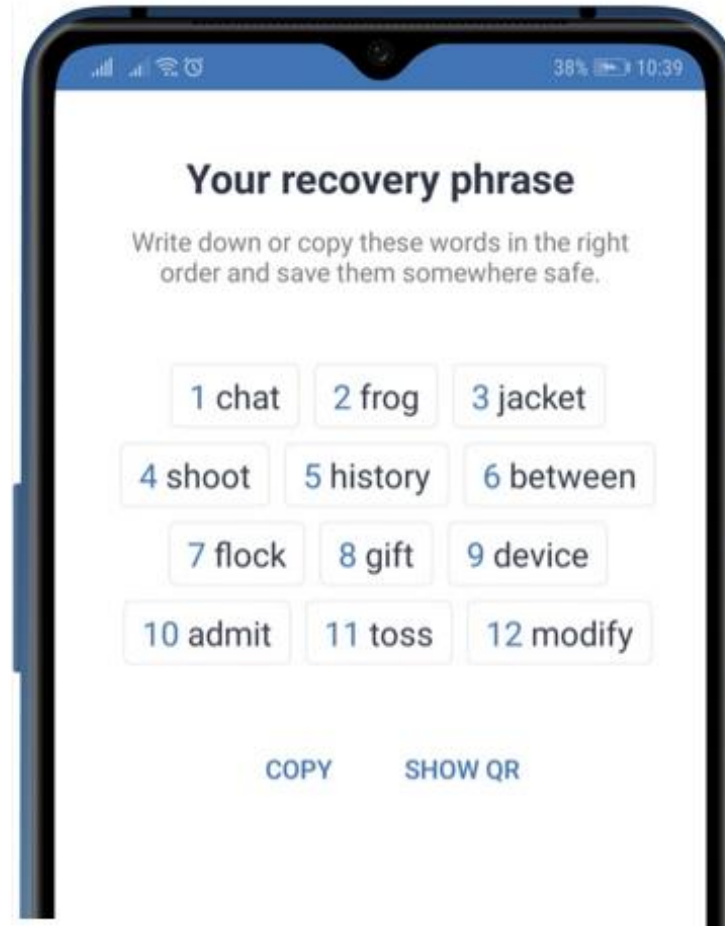 38% 10:39
Your recovery phrase
Write down or copy these words in the right
order and save them somewhere safe.
1 chat 2 frog 3 jacket
4 shoot 5 history 6 between
7 flock 8 gift 9 device
10 admit 11 toss 12 modify
COPY SHOW QR